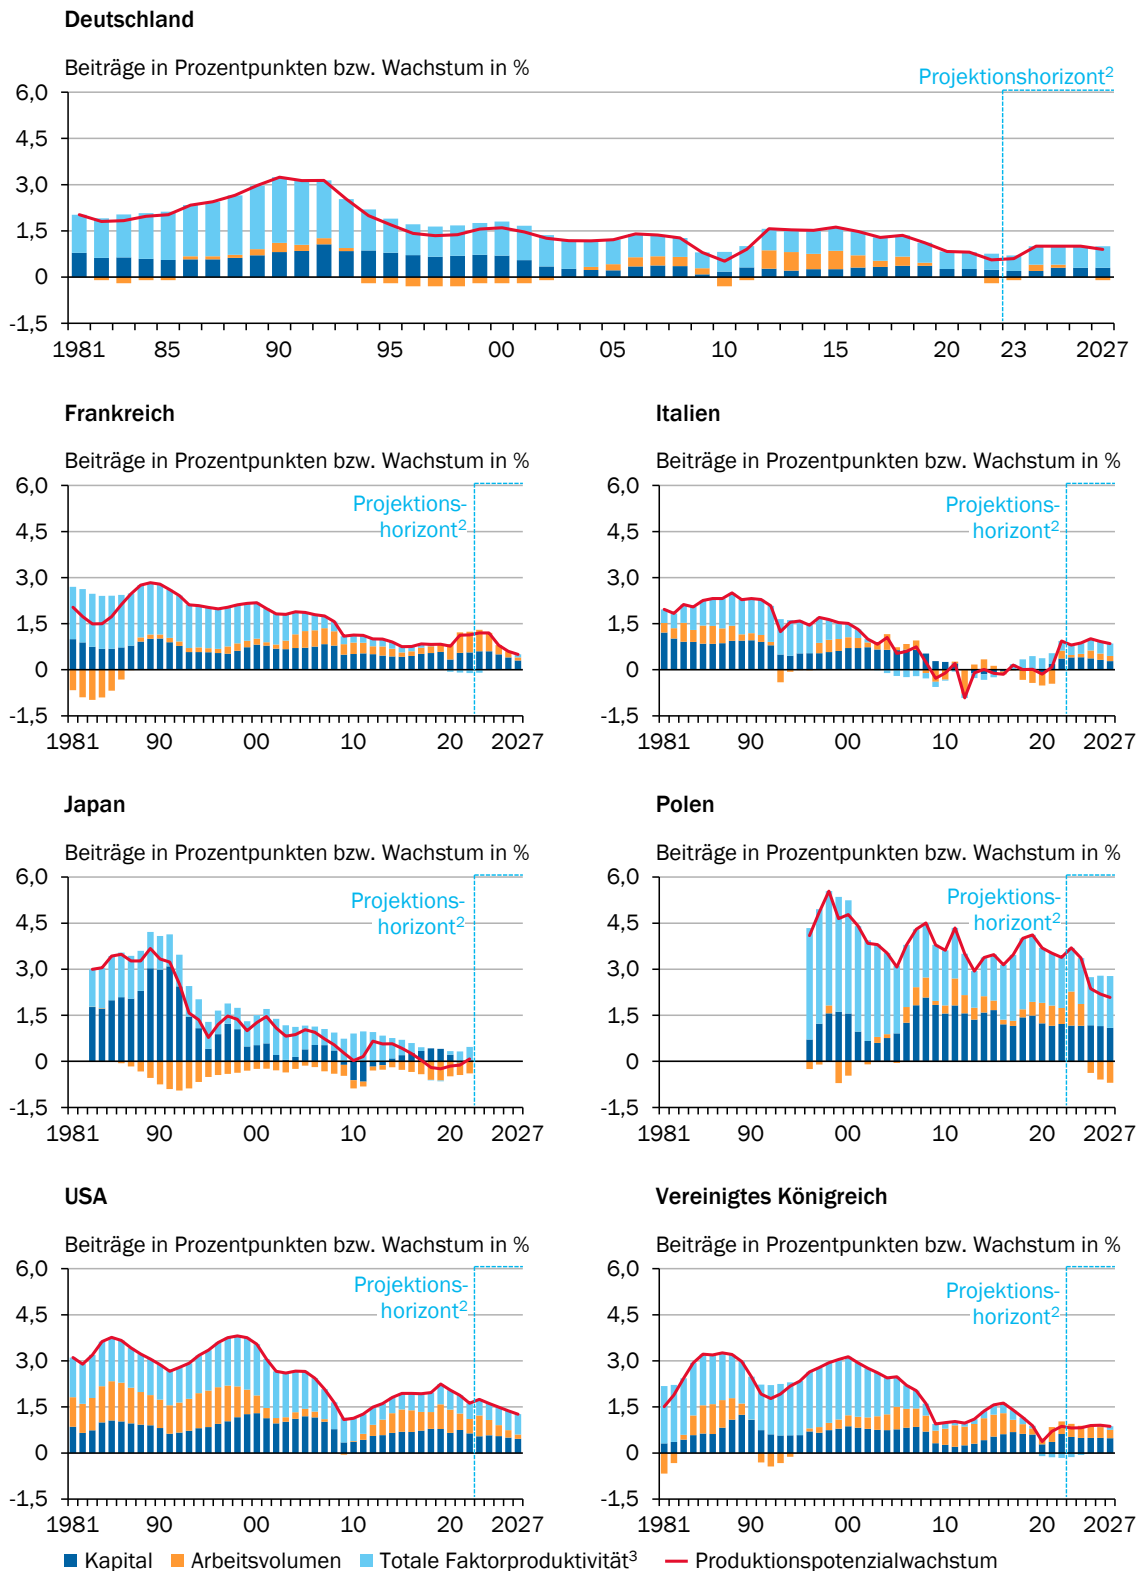 Deutschland
Beiträge in Prozentpunkten bzw. Wachstum in %
Projektionshorizont²
6,0
4,5
3,0
1,5
0
-1,5
1981 85 90 95 00 05 10 15 20 23 2027
Frankreich
Beiträge in Prozentpunkten bzw. Wachstum in %
6,0
Projektions-
horizont²
4,5
3,0
1,5
0
-1,5
1981 90 00 10 20 2027
Italien
Beiträge in Prozentpunkten bzw. Wachstum in %
6,0
Projektions-
horizont²
4,5
3,0
1,5
0
-1,5
1981 90 00 10 20 2027
Japan
Beiträge in Prozentpunkten bzw. Wachstum in %
6,0
Projektions-
horizont²
4,5
3,0
1,5
0
-1,5
1981 90 00 10 20 2027
Polen
Beiträge in Prozentpunkten bzw. Wachstum in %
6,0
Projektions-
horizont²
4,5
3,0
1,5
0
-1,5
1981 90 00 10 20 2027
USA
Beiträge in Prozentpunkten bzw. Wachstum in %
6,0
Projektions-
horizont²
4,5
3,0
1,5
0
-1,5
1981 90 00 10 20 2027
Vereinigtes Königreich
Beiträge in Prozentpunkten bzw. Wachstum in %
6,0
Projektions-
horizont²
4,5
3,0
1,5
0
-1,5
1981 90 00 10 20 2027
Kapital Arbeitsvolumen Totale Faktorproduktivität³ Produktionspotenzialwachstum